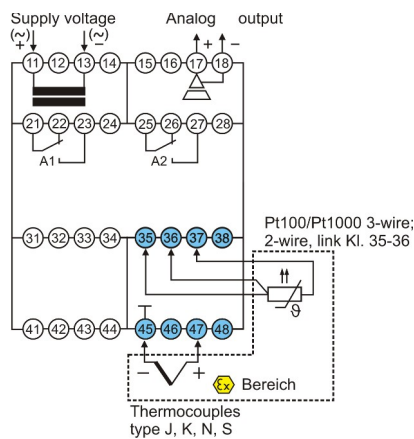 Supply voltage Analog output
(~) (~)
+ − + −
11 12 13 14 15 16 17 18
21 22 23 24 25 26 27 28
A1 A2
Pt100/Pt1000 3-wire;
2-wire, link Kl. 35-36
31 32 33 34 35 36 37 38
ϑ
41 42 43 44 45 46 47 48
− +
Ex Bereich
Thermocouples
type J, K, N, S